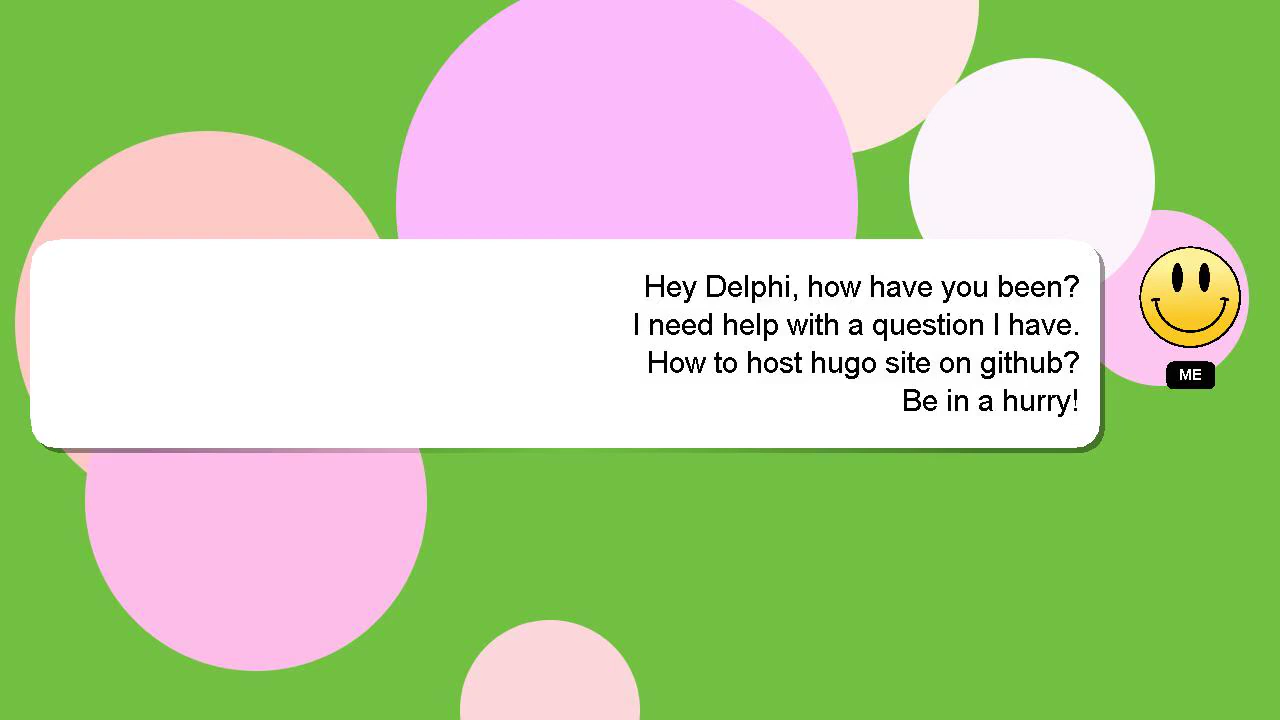 Hey Delphi, how have you been?
I need help with a question I have.
How to host hugo site on github?
Be in a hurry!
ME